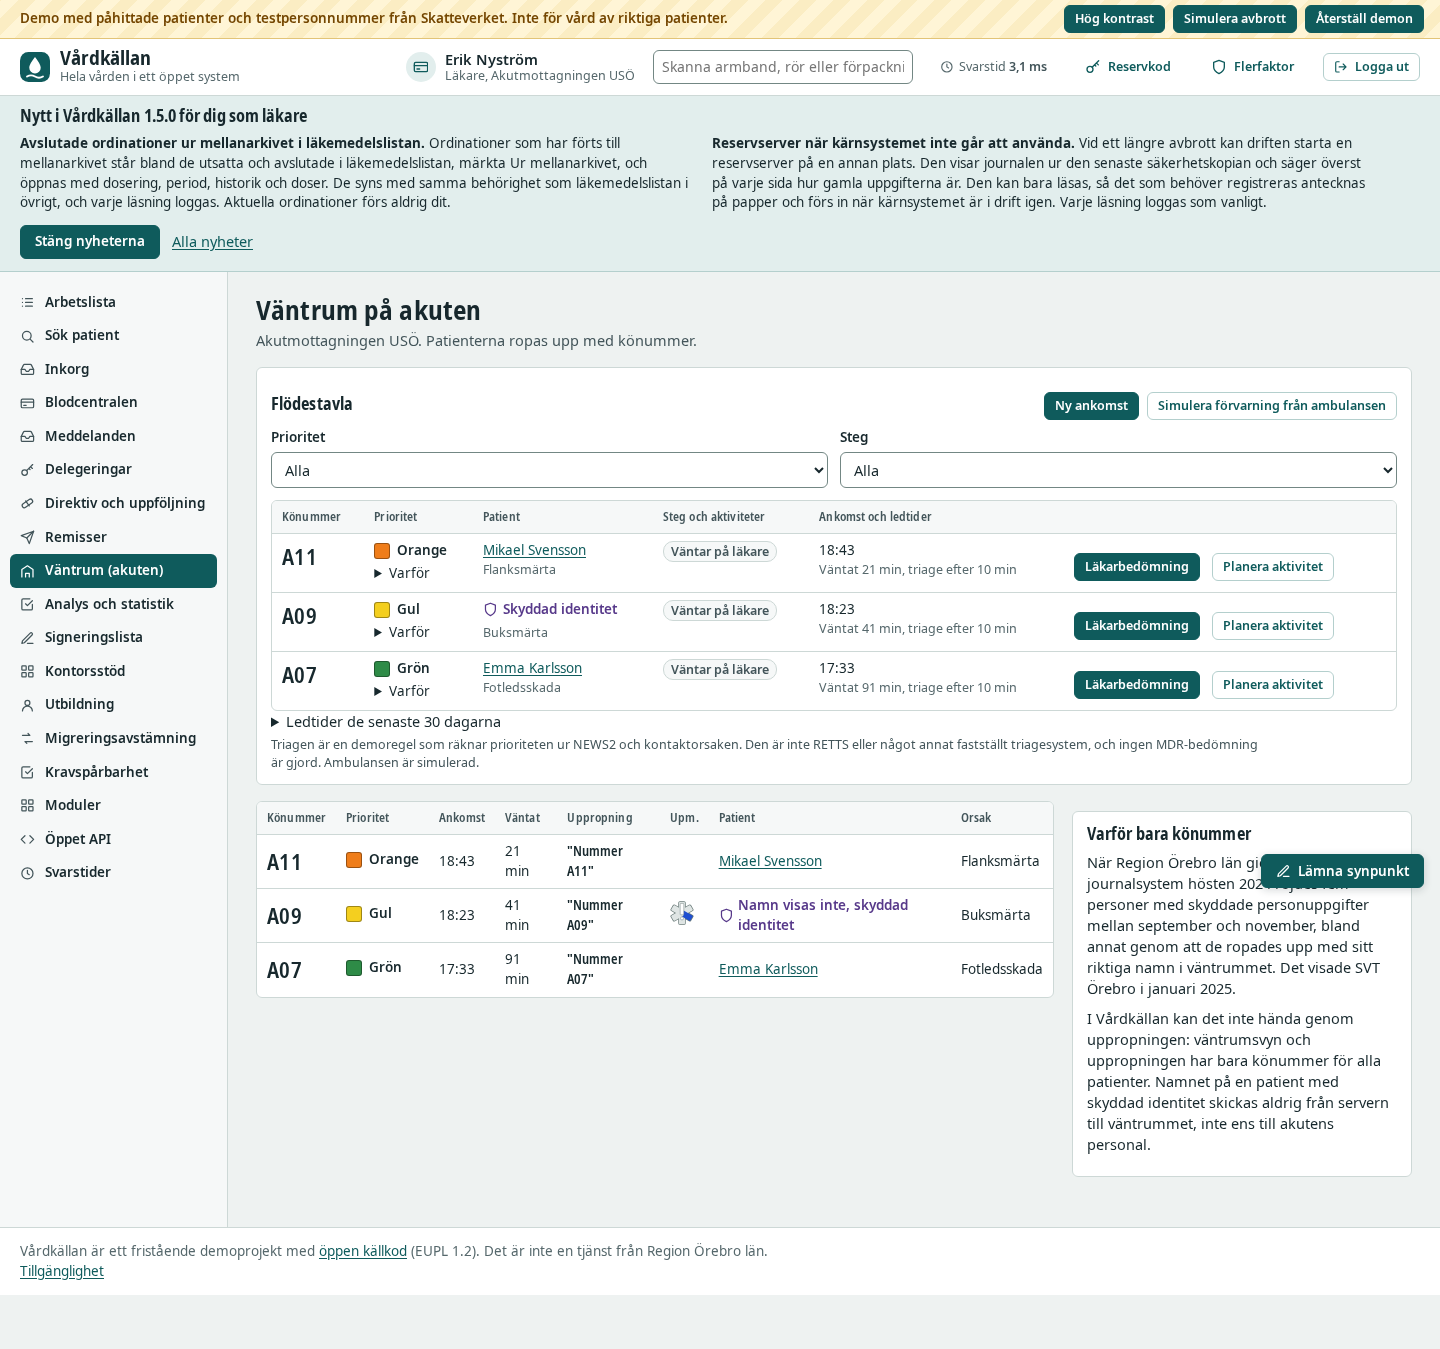 Demo med påhittade patienter och testpersonnummer från Skatteverket. Inte för vård av riktiga patienter.
Hög kontrast
Simulera avbrott
Återställ demon
Vårdkällan
Hela vården i ett öppet system
Erik Nyström
Läkare, Akutmottagningen USÖ
Skanna armband, rör eller förpackni
Svarstid 3,1 ms
Reservkod
Flerfaktor
Logga ut
Nytt i Vårdkällan 1.5.0 för dig som läkare
Avslutade ordinationer ur mellanarkivet i läkemedelslistan. Ordinationer som har förts till
mellanarkivet står bland de utsatta och avslutade i läkemedelslistan, märkta Ur mellanarkivet, och
öppnas med dosering, period, historik och doser. De syns med samma behörighet som läkemedelslistan i
övrigt, och varje läsning loggas. Aktuella ordinationer förs aldrig dit.
Reservserver när kärnsystemet inte går att använda. Vid ett längre avbrott kan driften starta en
reservserver på en annan plats. Den visar journalen ur den senaste säkerhetskopian och säger överst
på varje sida hur gamla uppgifterna är. Den kan bara läsas, så det som behöver registreras antecknas
på papper och förs in när kärnsystemet är i drift igen. Varje läsning loggas som vanligt.
Stäng nyheterna
Alla nyheter
Arbetslista
Sök patient
Inkorg
Blodcentralen
Meddelanden
Delegeringar
Direktiv och uppföljning
Remisser
Väntrum (akuten)
Analys och statistik
Signeringslista
Kontorsstöd
Utbildning
Migreringsavstämning
Kravspårbarhet
Moduler
Öppet API
Svarstider
Väntrum på akuten
Akutmottagningen USÖ. Patienterna ropas upp med könummer.
Flödestavla
Ny ankomst
Simulera förvarning från ambulansen
Prioritet
Steg
Alla
Alla
Könummer Prioritet Patient Steg och aktiviteter Ankomst och ledtider
A11 Orange Mikael Svensson Väntar på läkare 18:43
Varför Flanksmärta Väntat 21 min, triage efter 10 min Läkarbedömning Planera aktivitet
A09 Gul Skyddad identitet Väntar på läkare 18:23
Varför Buksmärta Väntat 41 min, triage efter 10 min Läkarbedömning Planera aktivitet
A07 Grön Emma Karlsson Väntar på läkare 17:33
Varför Fotledsskada Väntat 91 min, triage efter 10 min Läkarbedömning Planera aktivitet
Ledtider de senaste 30 dagarna
Triagen är en demoregel som räknar prioriteten ur NEWS2 och kontaktorsaken. Den är inte RETTS eller något annat fastställt triagesystem, och ingen MDR-bedömning
är gjord. Ambulansen är simulerad.
Könummer Prioritet Ankomst Väntat Uppropning Upm. Patient Orsak
A11 Orange 18:43 21 min "Nummer A11" Mikael Svensson Flanksmärta
A09 Gul 18:23 41 min "Nummer A09" Namn visas inte, skyddad identitet Buksmärta
A07 Grön 17:33 91 min "Nummer A07" Emma Karlsson Fotledsskada
Varför bara könummer
När Region Örebro län
Lämna synpunkt
journalsystem hösten
personer med skyddade personuppgifter
mellan september och november, bland
annat genom att de ropades upp med sitt
riktiga namn i väntrummet. Det visade SVT
Örebro i januari 2025.
I Vårdkällan kan det inte hända genom
uppropningen: väntrumsvyn och
uppropningen har bara könummer för alla
patienter. Namnet på en patient med
skyddad identitet skickas aldrig från servern
till väntrummet, inte ens till akutens
personal.
Vårdkällan är ett fristående demoprojekt med öppen källkod (EUPL 1.2). Det är inte en tjänst från Region Örebro län.
Tillgänglighet